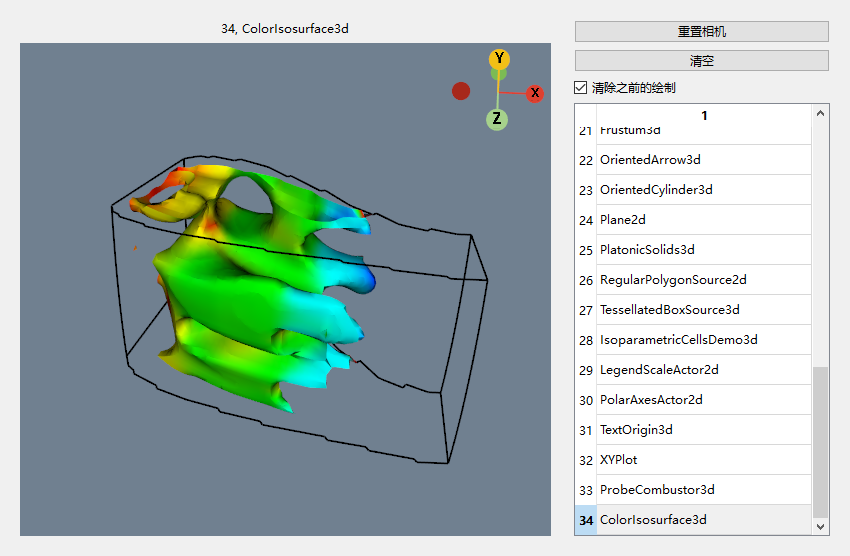 34, ColorIsosurface3d
Y
X
Z
重置相机
清空
清除之前的绘制
1
21 Frustum3d
22 OrientedArrow3d
23 OrientedCylinder3d
24 Plane2d
25 PlatonicSolids3d
26 RegularPolygonSource2d
27 TessellatedBoxSource3d
28 IsoparametricCellsDemo3d
29 LegendScaleActor2d
30 PolarAxesActor2d
31 TextOrigin3d
32 XYPlot
33 ProbeCombustor3d
34 ColorIsosurface3d